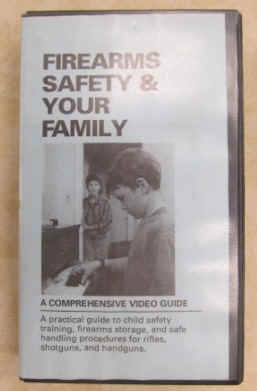 FIREARMS
SAFETY &
YOUR
FAMILY
A COMPREHENSIVE VIDEO GUIDE
A practical guide to child safety
training, firearms storage, and safe
handling procedures for rifles,
shotguns, and handguns.